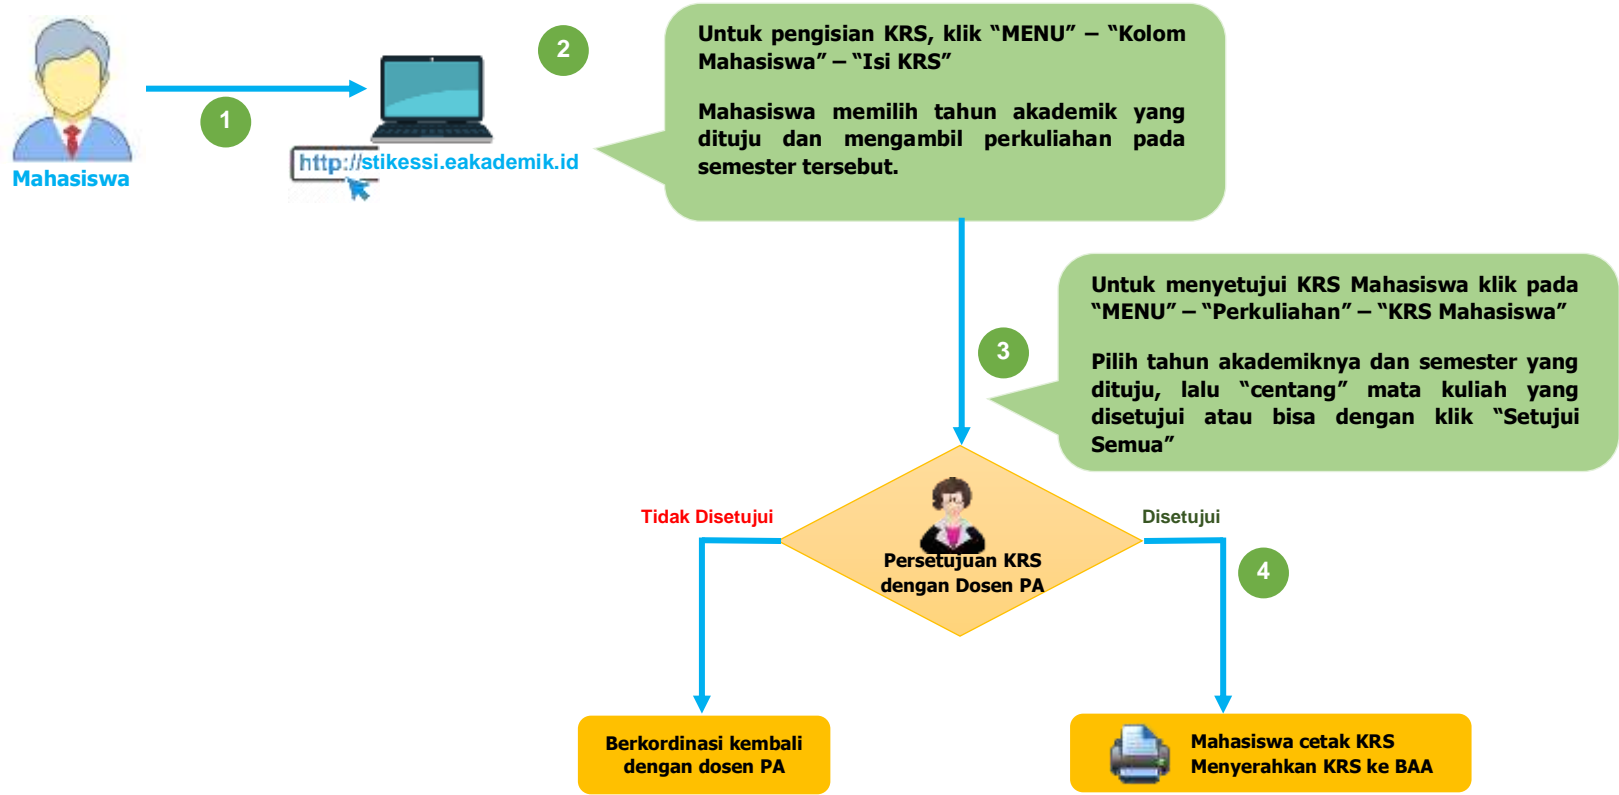 Mahasiswa
1
http://stikessi.eakademik.id
2
Untuk pengisian KRS, klik “MENU” – “Kolom
Mahasiswa” – “Isi KRS”
Mahasiswa memilih tahun akademik yang
dituju dan mengambil perkuliahan pada
semester tersebut.
3
Untuk menyetujui KRS Mahasiswa klik pada
“MENU” – “Perkuliahan” – “KRS Mahasiswa”
Pilih tahun akademiknya dan semester yang
dituju, lalu “centang” mata kuliah yang
disetujui atau bisa dengan klik “Setujui
Semua”
Tidak Disetujui
Persetujuan KRS
dengan Dosen PA
Disetujui
4
Berkordinasi kembali
dengan dosen PA
Mahasiswa cetak KRS
Menyerahkan KRS ke BAA